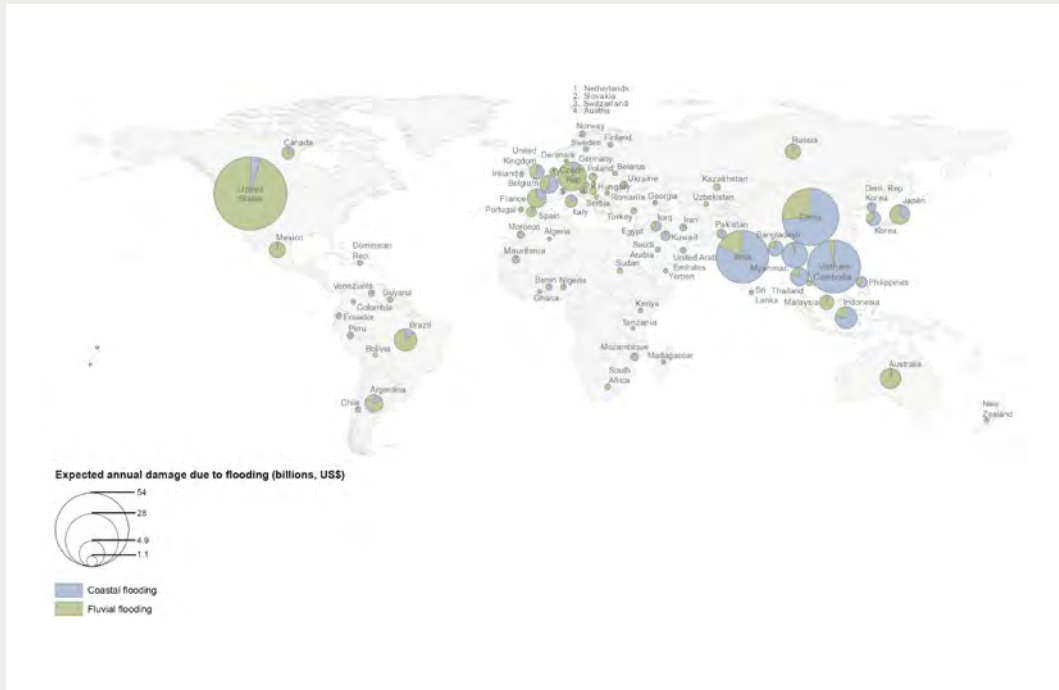 1. Netherlands
2. Slovakia
3. Switzerland
4. Austria
Norway
Finland
Sweden
Canada
Russia
United
Kingdom
Denmark
Germany
Ireland
Poland
Belarus
Czech
Rep
Belgium
Ukraine
Kazakhstan
United
States
Hungary
France
Romania
Georgia
Uzbekistan
Dem. Rep
Korea
Japan
Serbia
Portugal
Spain
Italy
Turkey
China
Korea
Mexico
Morocco
Algeria
Egypt
Iraq
Iran
Kuwait
Pakistan
Bangladesh
Dominican
Rep.
Mauritania
Saudi
Arabia
United Arab
Emirates
India
Myanmar
Vietnam
Cambodia
Sudan
Yemen
Philippines
Venezuela
Guyana
Benin
Nigeria
Sri
Lanka
Thailand
Malaysia
Indonesia
Colombia
Ghana
Ecuador
Kenya
Peru
Brazil
Tanzania
Bolivia
Mozambique
Madagascar
Australia
South
Africa
Argentina
Chile
New
Zealand
Expected annual damage due to flooding (billions, US$)
54
28
4.9
1.1
Coastal flooding
Fluvial flooding